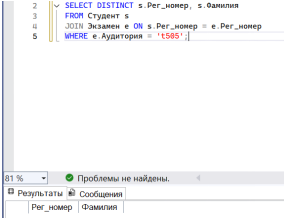 2 SELECT DISTINCT s.Рег_номер, s.Фамилия
3 FROM Студент s
4 JOIN Экзамен e ON s.Рег_номер = e.Рег_номер
5 WHERE e.Аудитория = 't505';
81 % Проблемы не найдены.
Результаты Сообщения
Рег_номер Фамилия